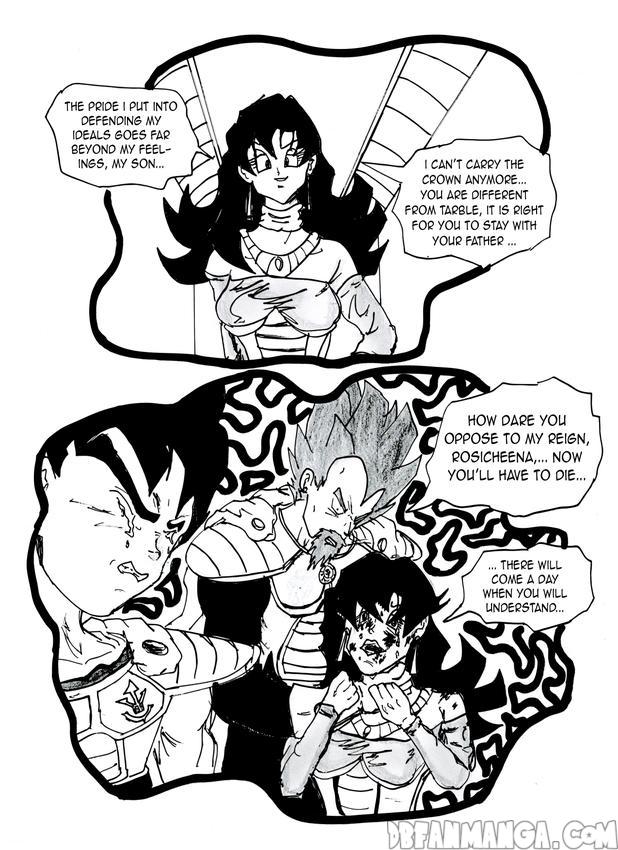 THE PRIDE I PUT INTO
DEFENDING MY
IDEALS GOES FAR
BEYOND MY FEEL-
INGS, MY SON...
I CAN'T CARRY THE
CROWN ANYMORE...
YOU ARE DIFFERENT
FROM TARBLE, IT IS RIGHT
FOR YOU TO STAY WITH
YOUR FATHER ...
HOW DARE YOU
OPPOSE TO MY REIGN,
ROSICHEENA,... NOW
YOU'LL HAVE TO DIE...
... THERE WILL
COME A DAY
WHEN YOU WILL
UNDERSTAND...
DBFANMANGA.COM